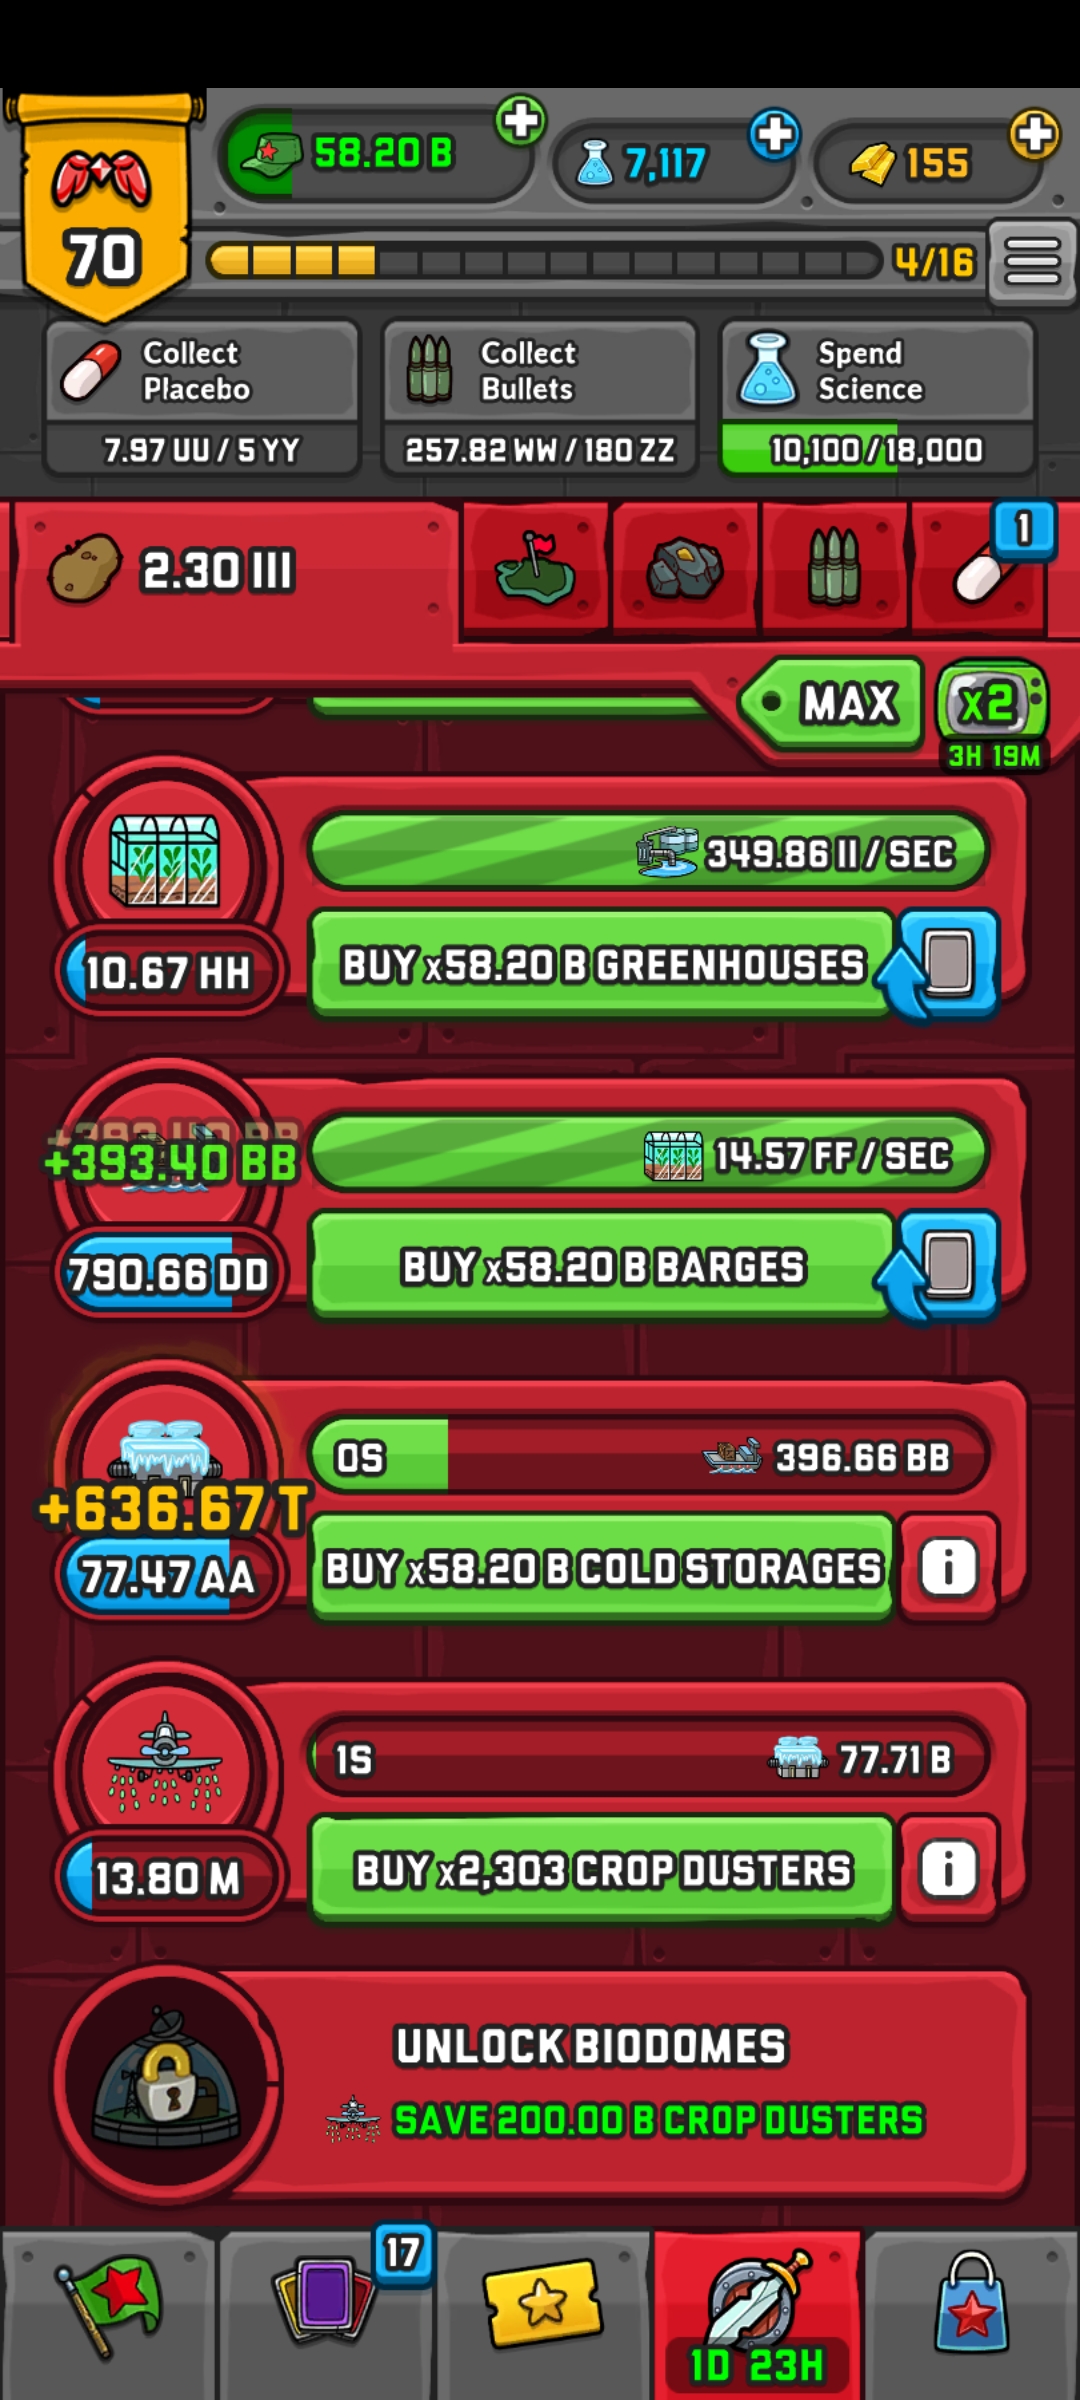 58.20 B
7,117
155
70
4/16
Collect Placebo
7.97 UU / 5 YY
Collect Bullets
257.82 WW / 180 ZZ
Spend Science
10,100 / 18,000
2.30 III
1
MAX
x2
3H 19M
349.86 II / SEC
10.67 HH
BUY x58.20 B GREENHOUSES
+393.40 BB
14.57 FF / SEC
790.66 DD
BUY x58.20 B BARGES
0S
396.66 BB
+636.67 T
77.47 AA
BUY x58.20 B COLD STORAGES
i
1S
77.71 B
13.80 M
BUY x2,303 CROP DUSTERS
i
UNLOCK BIODOMES
SAVE 200.00 B CROP DUSTERS
17
1D 23H